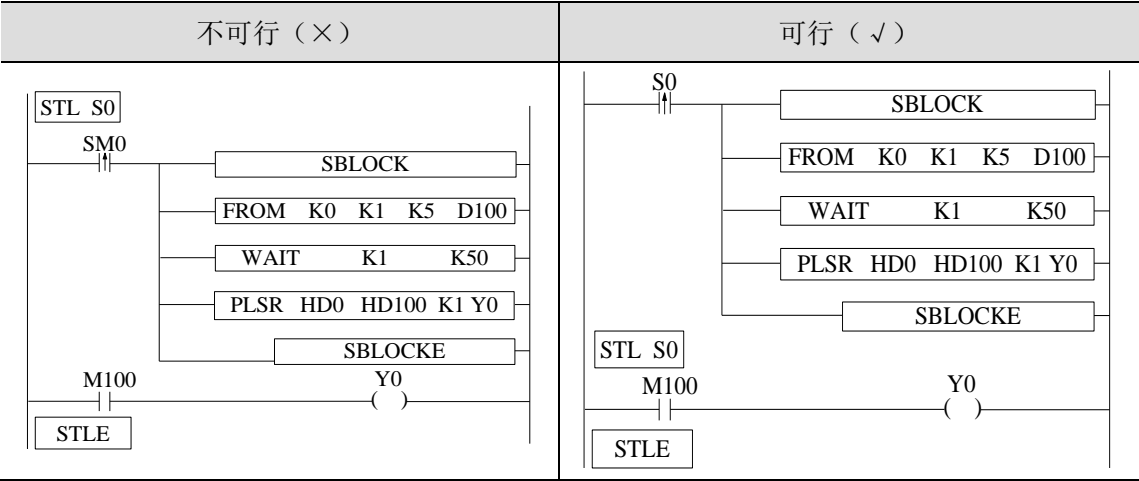 不可行（×）
可行（√）
STL S0
SM0
SBLOCK
FROM K0 K1 K5 D100
WAIT K1 K50
PLSR HD0 HD100 K1 Y0
SBLOCKE
M100 Y0
STLE
S0
SBLOCK
FROM K0 K1 K5 D100
WAIT K1 K50
PLSR HD0 HD100 K1 Y0
SBLOCKE
STL S0
M100 Y0
STLE